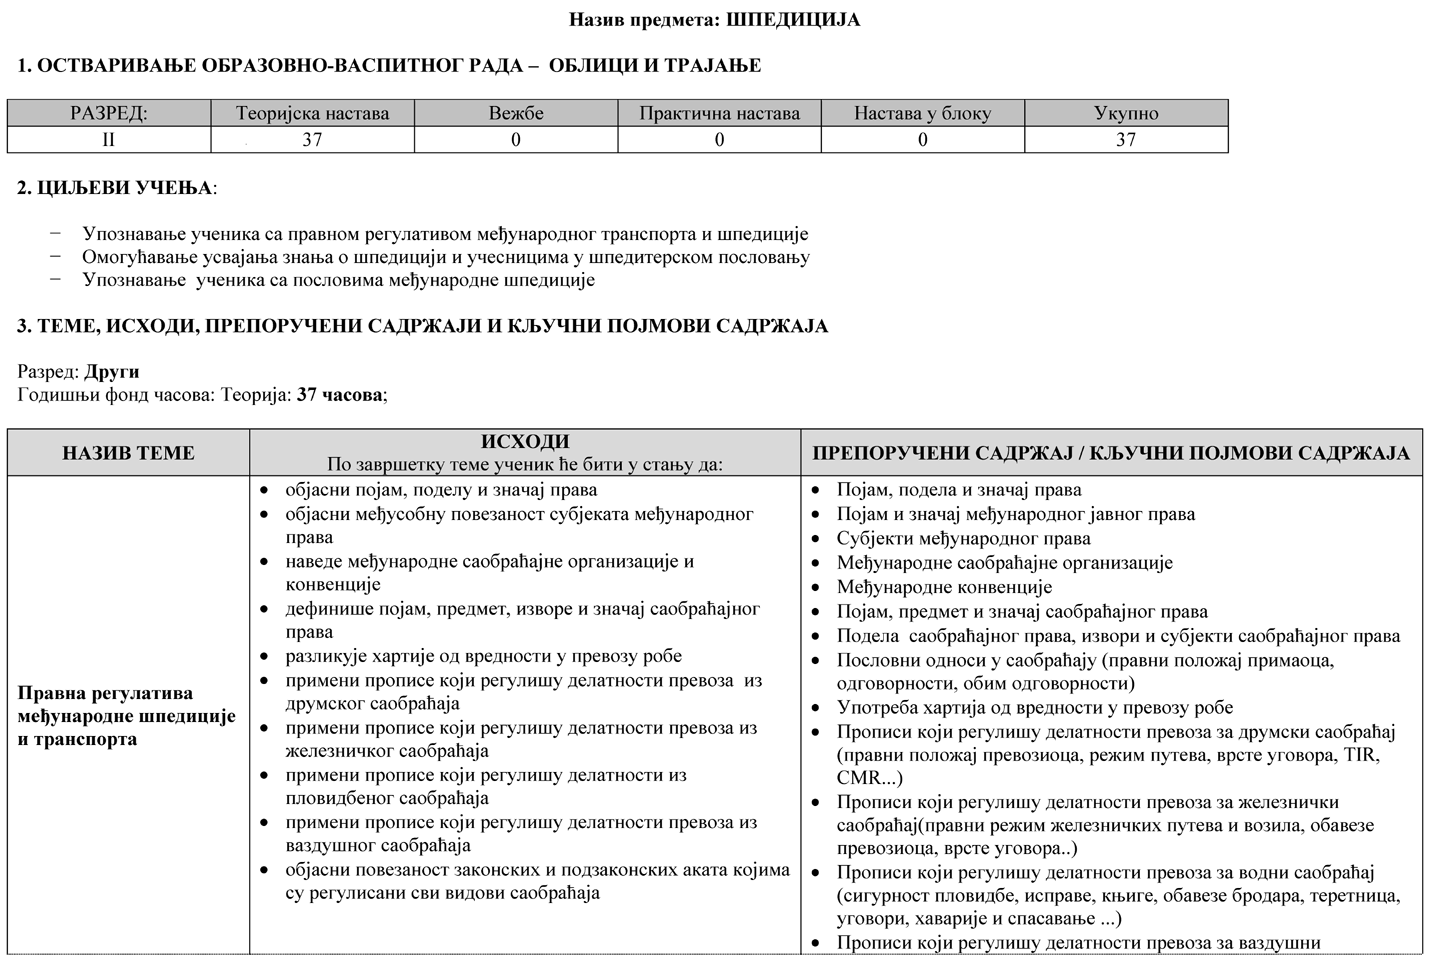 Назив предмета: ШПЕДИЦИЈА
1. ОСТВАРИВАЊЕ ОБРАЗОВНО-ВАСПИТНОГ РАДА – ОБЛИЦИ И ТРАЈАЊЕ
РАЗРЕД: Теоријска настава Вежбе Практична настава Настава у блоку Укупно
II 37 0 0 0 37
2. ЦИЉЕВИ УЧЕЊА:
− Упознавање ученика са правном регулативом међународног транспорта и шпедиције
− Омогућавање усвајања знања о шпедицији и учесницима у шпедитерском пословању
− Упознавање ученика са пословима међународне шпедиције
3. ТЕМЕ, ИСХОДИ, ПРЕПОРУЧЕНИ САДРЖАЈИ И КЉУЧНИ ПОЈМОВИ САДРЖАЈА
Разред: Други
Годишњи фонд часова: Теорија: 37 часова;
НАЗИВ ТЕМЕ
ИСХОДИ
По завршетку теме ученик ће бити у стању да:
ПРЕПОРУЧЕНИ САДРЖАЈ / КЉУЧНИ ПОЈМОВИ САДРЖАЈА
Правна регулатива
међународне шпедиције
и транспорта
• објасни појам, поделу и значај права
• објасни међусобну повезаност субјеката међународног
права
• наведе међународне саобраћајне организације и
конвенције
• дефинише појам, предмет, изворе и значај саобраћајног
права
• разликује хартије од вредности у превозу робе
• примени прописе који регулишу делатности превоза из
друмског саобраћаја
• примени прописе који регулишу делатности превоза из
железничког саобраћаја
• примени прописе који регулишу делатности из
пловидбеног саобраћаја
• примени прописе који регулишу делатности превоза из
ваздушног саобраћаја
• објасни повезаност законских и подзаконских аката којима
су регулисани сви видови саобраћаја
• Појам, подела и значај права
• Појам и значај међународног јавног права
• Субјекти међународног права
• Међународне саобраћајне организације
• Међународне конвенције
• Појам, предмет и значај саобраћајног права
• Подела саобраћајног права, извори и субјекти саобраћајног права
• Пословни односи у саобраћају (правни положај примаоца,
одговорности, обим одговорности)
• Употреба хартија од вредности у превозу робе
• Прописи који регулишу делатности превоза за друмски саобраћај
(правни положај превозиоца, режим путева, врсте уговора, TIR,
CMR...)
• Прописи који регулишу делатности превоза за железнички
саобраћај(правни режим железничких путева и возила, обавезе
превозиоца, врсте уговора..)
• Прописи који регулишу делатности превоза за водни саобраћај
(сигурност пловидбе, исправе, књиге, обавезе бродара, теретница,
уговори, хаварије и спасавање ...)
• Прописи који регулишу делатности превоза за ваздушни